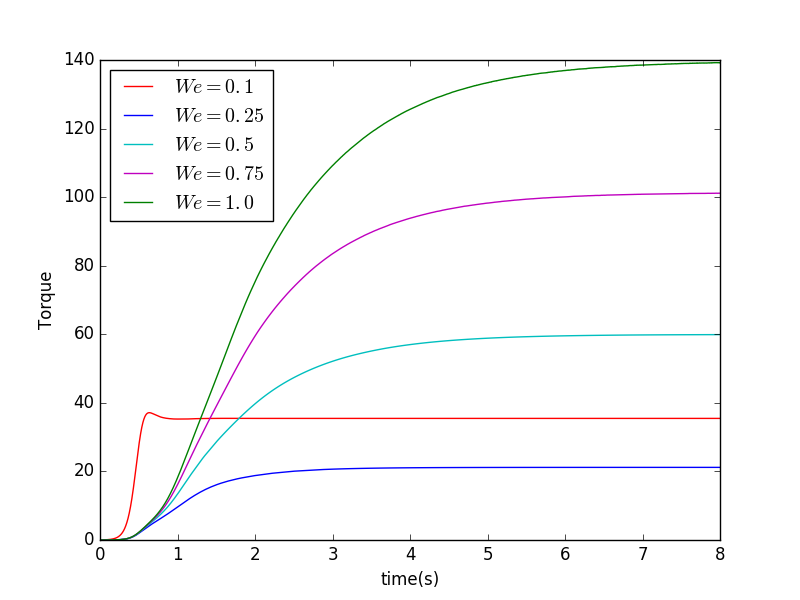 140
120
100
80
60
40
20
0
Torque
We = 0.1
We = 0.25
We = 0.5
We = 0.75
We = 1.0
0 1 2 3 4 5 6 7 8
time(s)